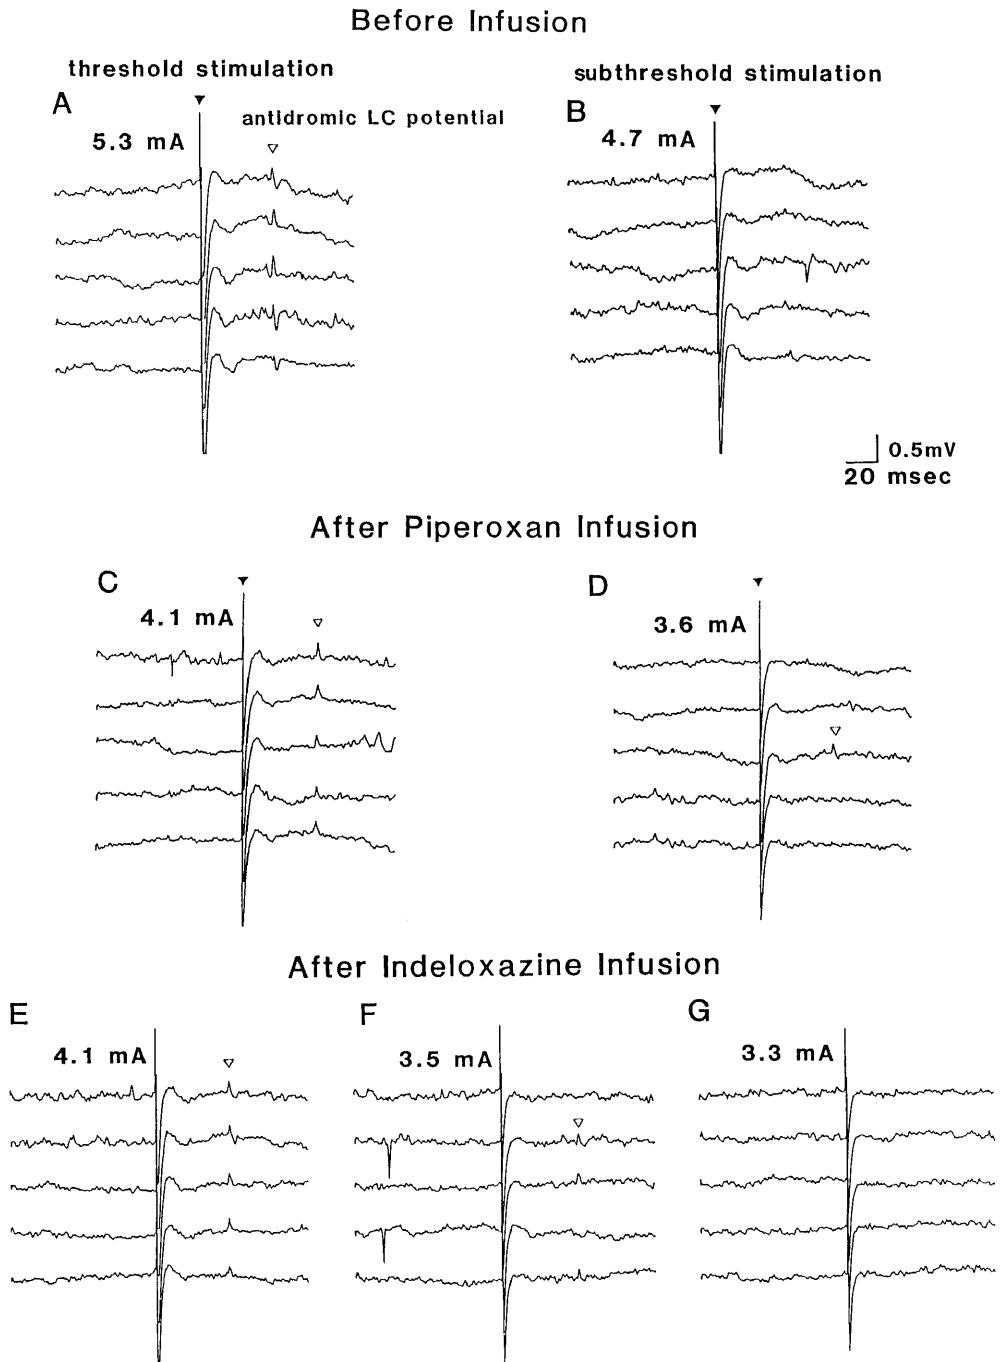 Before Infusion
threshold stimulation
subthreshold stimulation
A
antidromic LC potential
B
5.3 mA
4.7 mA
0.5mV
20 msec
After Piperoxan Infusion
C
D
4.1 mA
3.6 mA
After Indeloxazine Infusion
E
F
G
4.1 mA
3.5 mA
3.3 mA